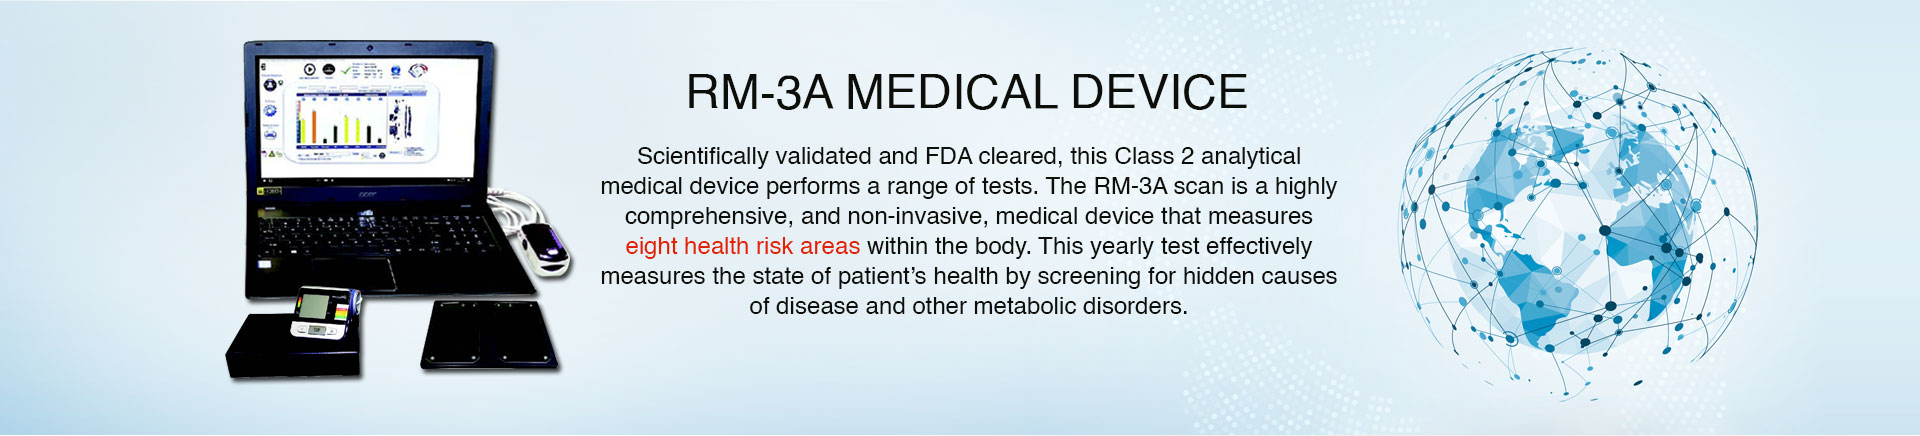 RM-3A MEDICAL DEVICE
Scientifically validated and FDA cleared, this Class 2 analytical
medical device performs a range of tests. The RM-3A scan is a highly
comprehensive, and non-invasive, medical device that measures
eight health risk areas within the body. This yearly test effectively
measures the state of patient’s health by screening for hidden causes
of disease and other metabolic disorders.
acer